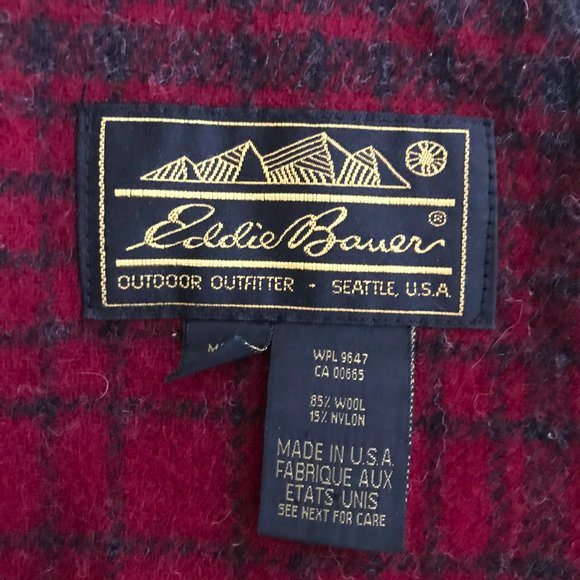 Eddie Bauer®
OUTDOOR OUTFITTER - SEATTLE, U.S.A.
M
WPL 9647
CA 00665
85% WOOL
15% NYLON
MADE IN U.S.A.
FABRIQUE AUX
ETATS UNIS
SEE NEXT FOR CARE